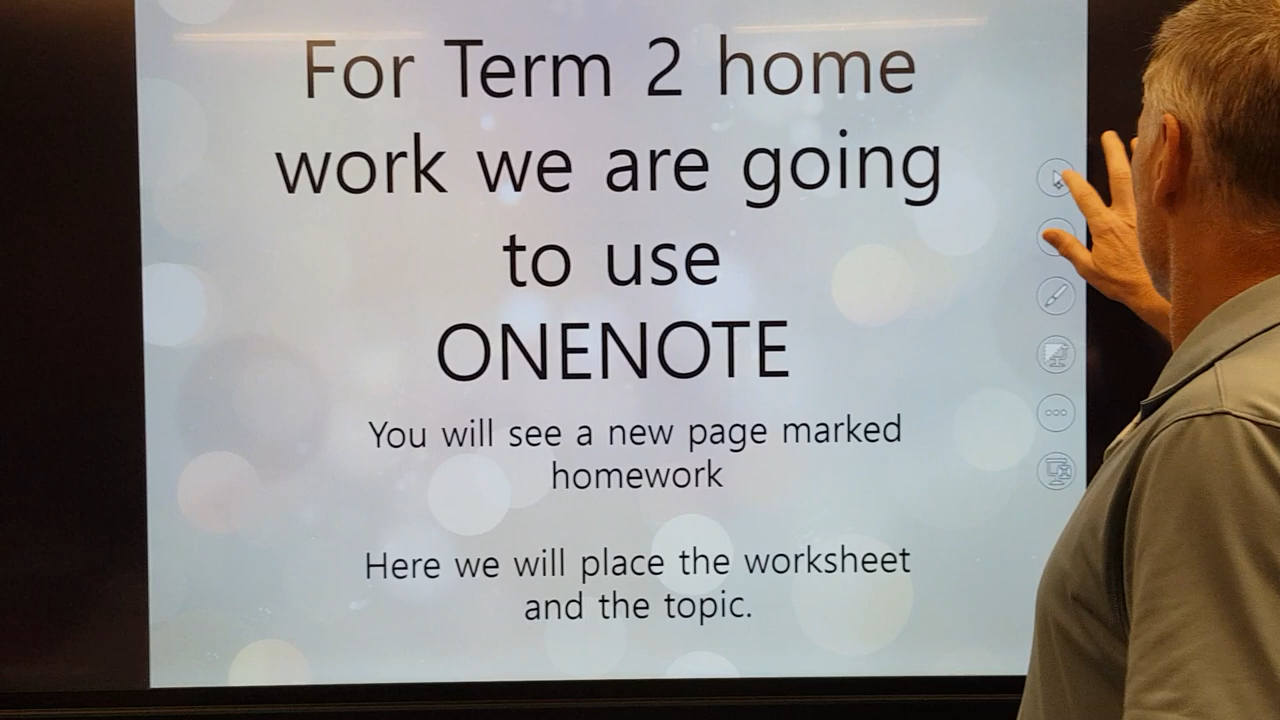 For Term 2 home
work we are going
to use
ONENOTE
You will see a new page marked
homework
Here we will place the worksheet
and the topic.